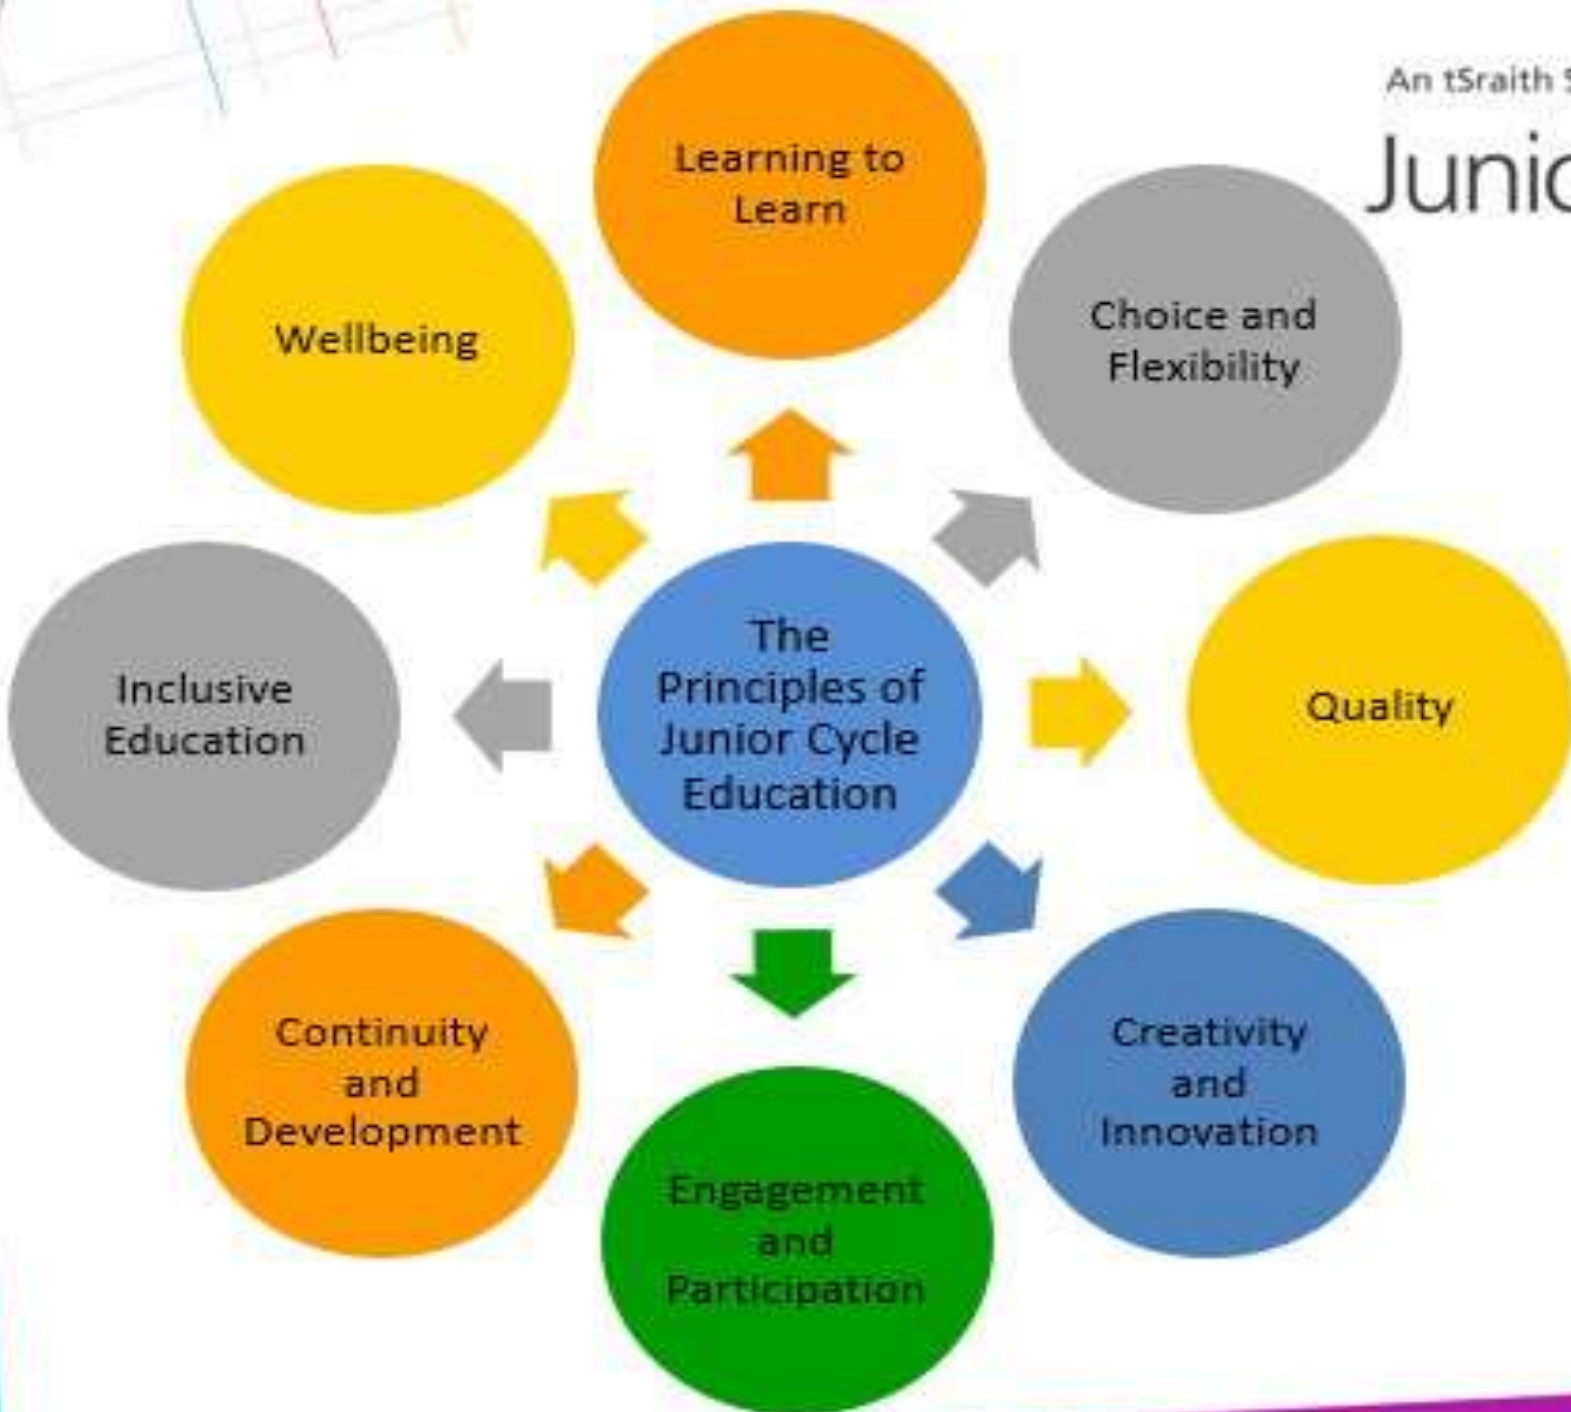 An tSraith
Junio
Learning to
Learn
Choice and
Flexibility
Wellbeing
Quality
The
Principles of
Junior Cycle
Education
Inclusive
Education
Creativity
and
Innovation
Continuity
and
Development
Engagement
and
Participation